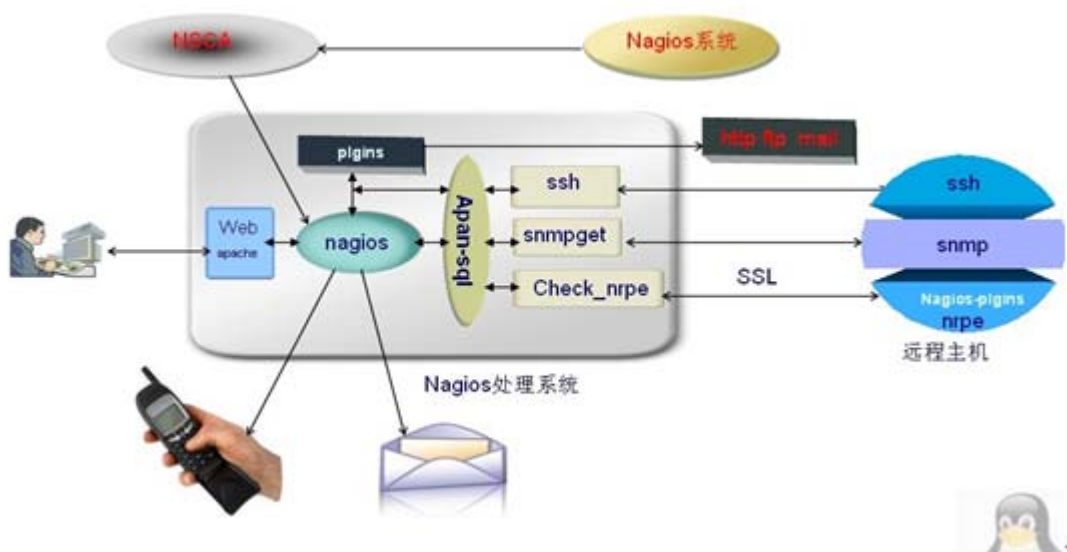 NSCA
Nagios系统
plgins
http ftp mail
Web
apache
nagios
Apan-sql
ssh
snmpget
Check_nrpe
SSL
ssh
snmp
Nagios-plgins
nrpe
远程主机
Nagios处理系统